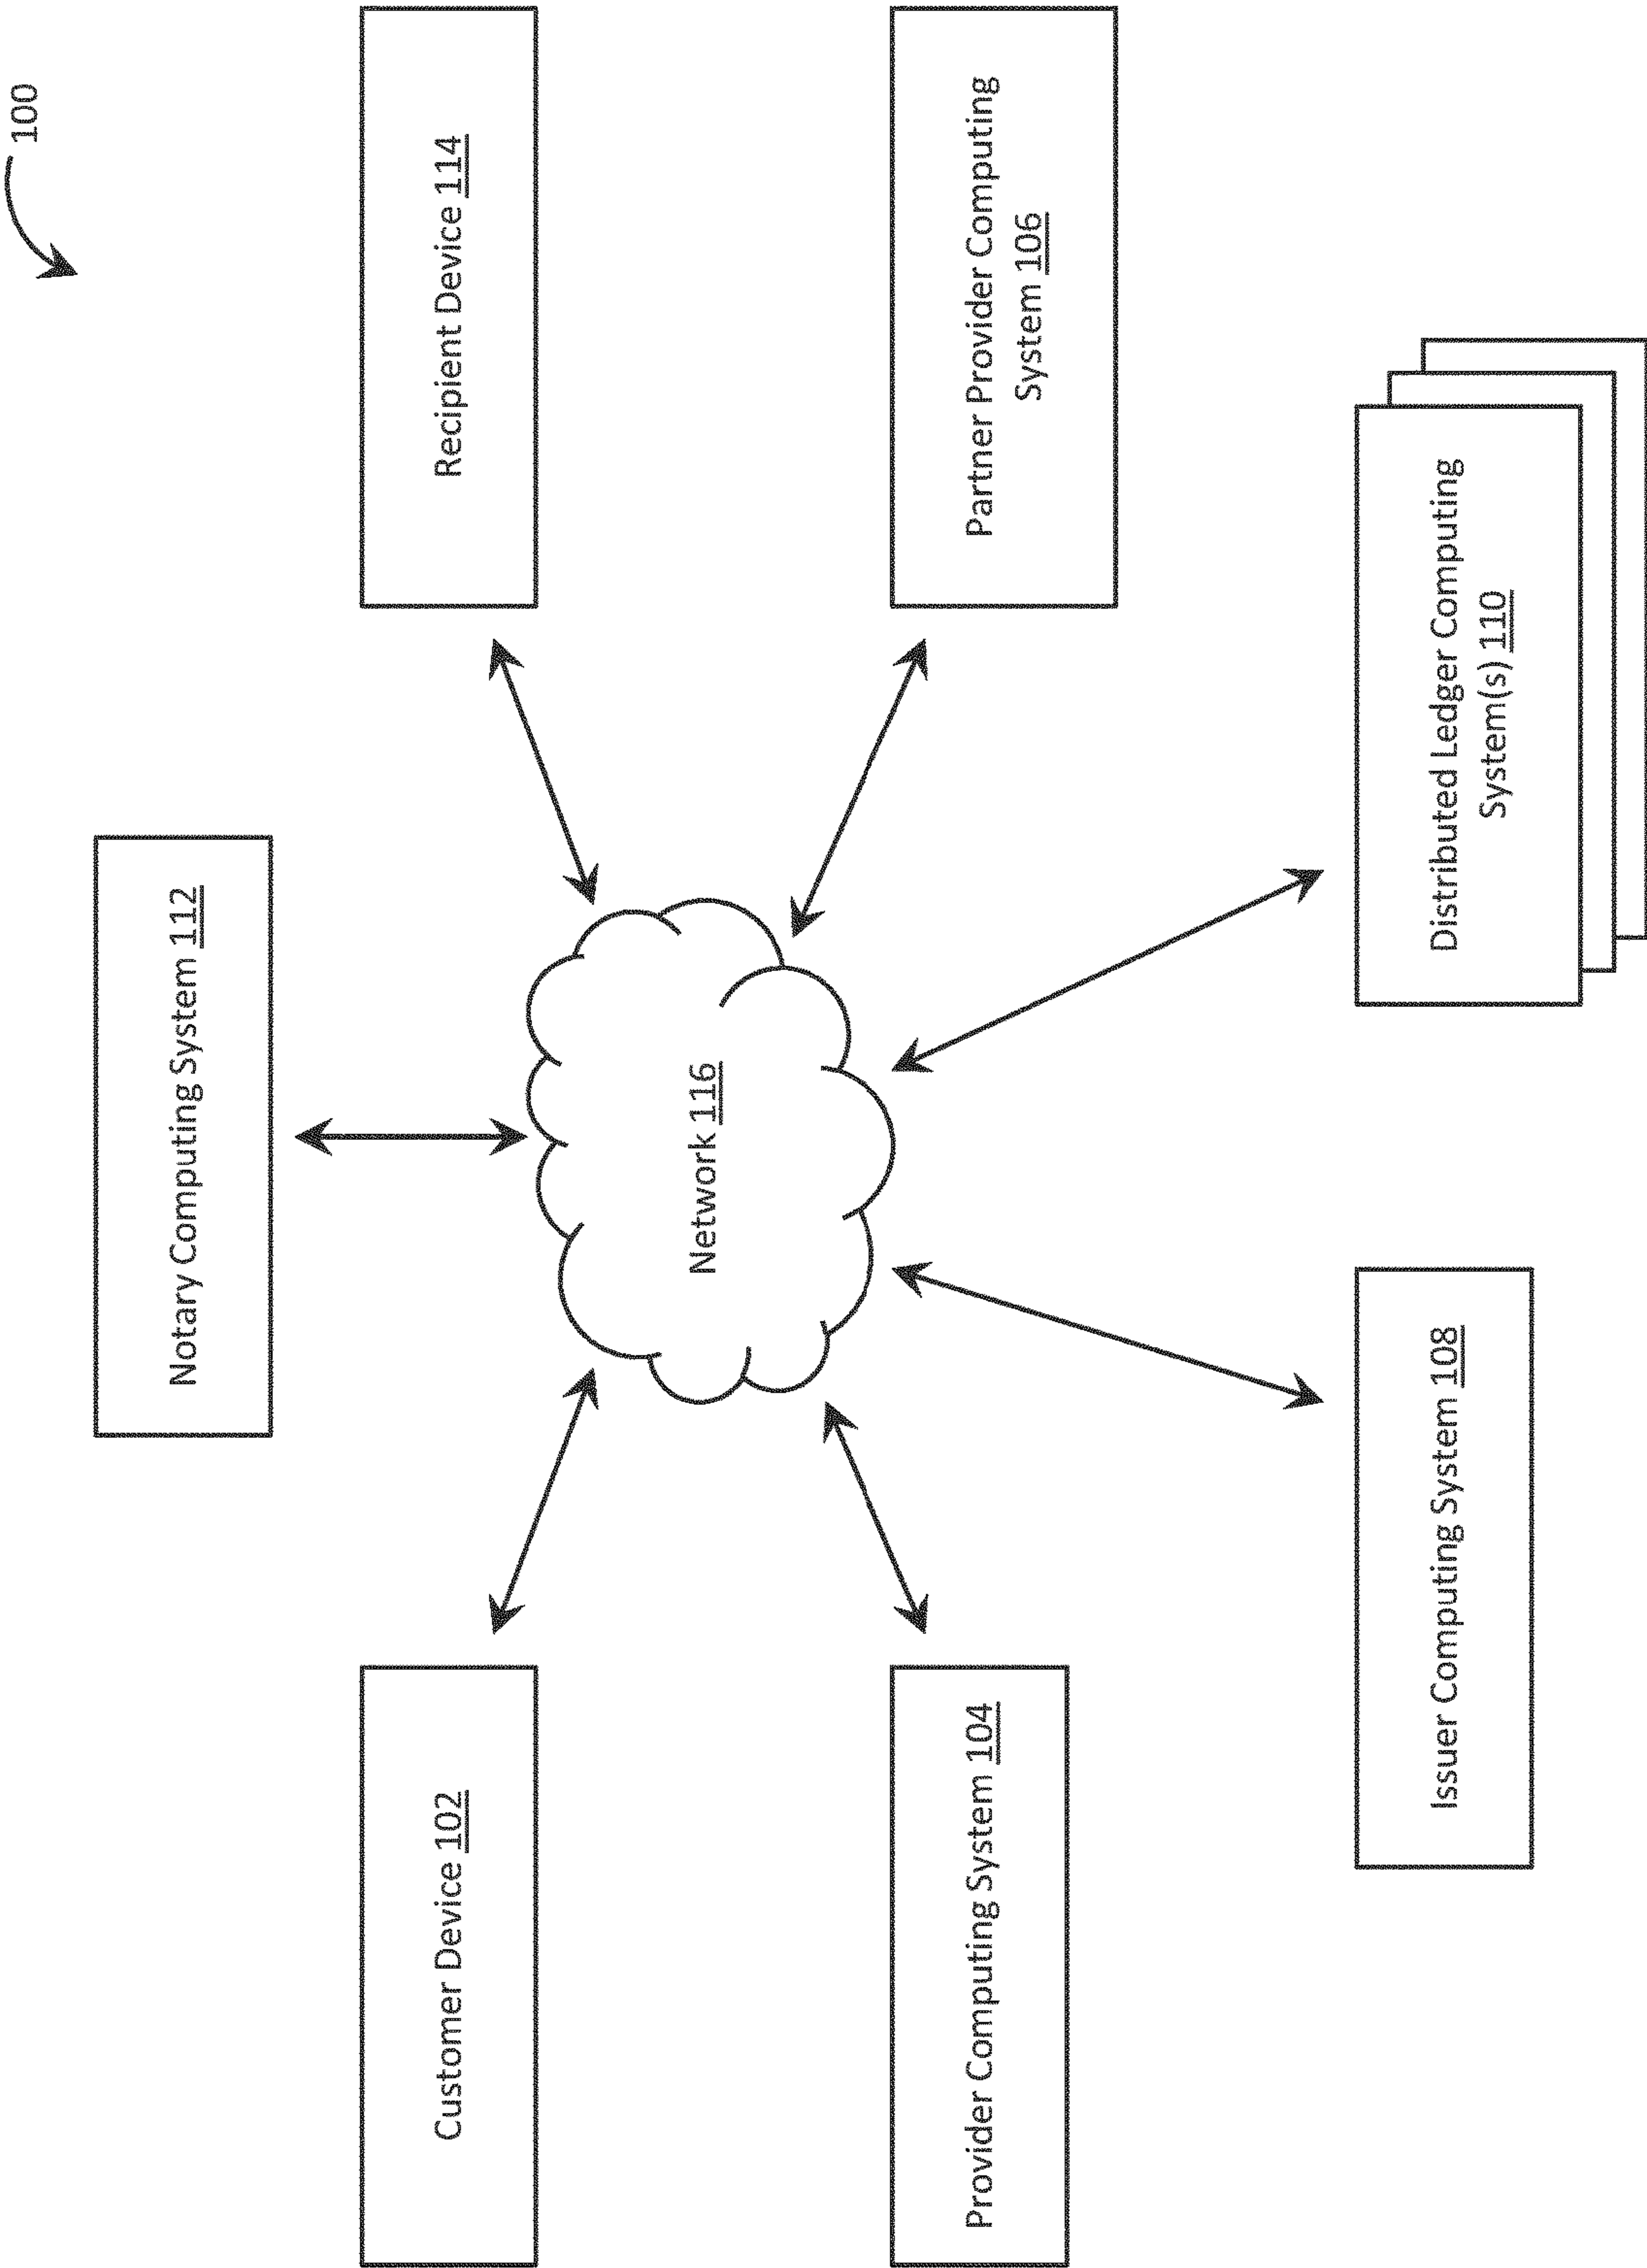 100
Notary Computing System 112
Customer Device 102
Recipient Device 114
Network 116
Provider Computing System 104
Partner Provider Computing
System 106
Issuer Computing System 108
Distributed Ledger Computing
System(s) 110